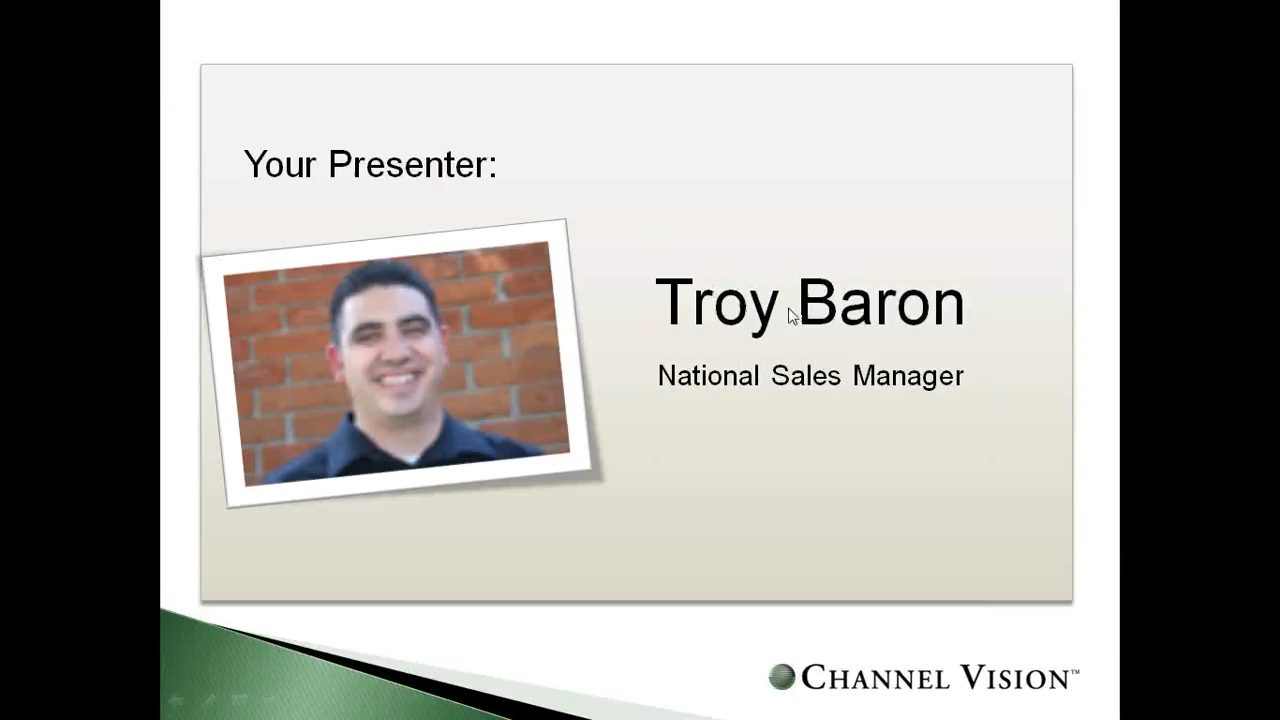 Your Presenter:
Troy Baron
National Sales Manager
CHANNEL VISION™